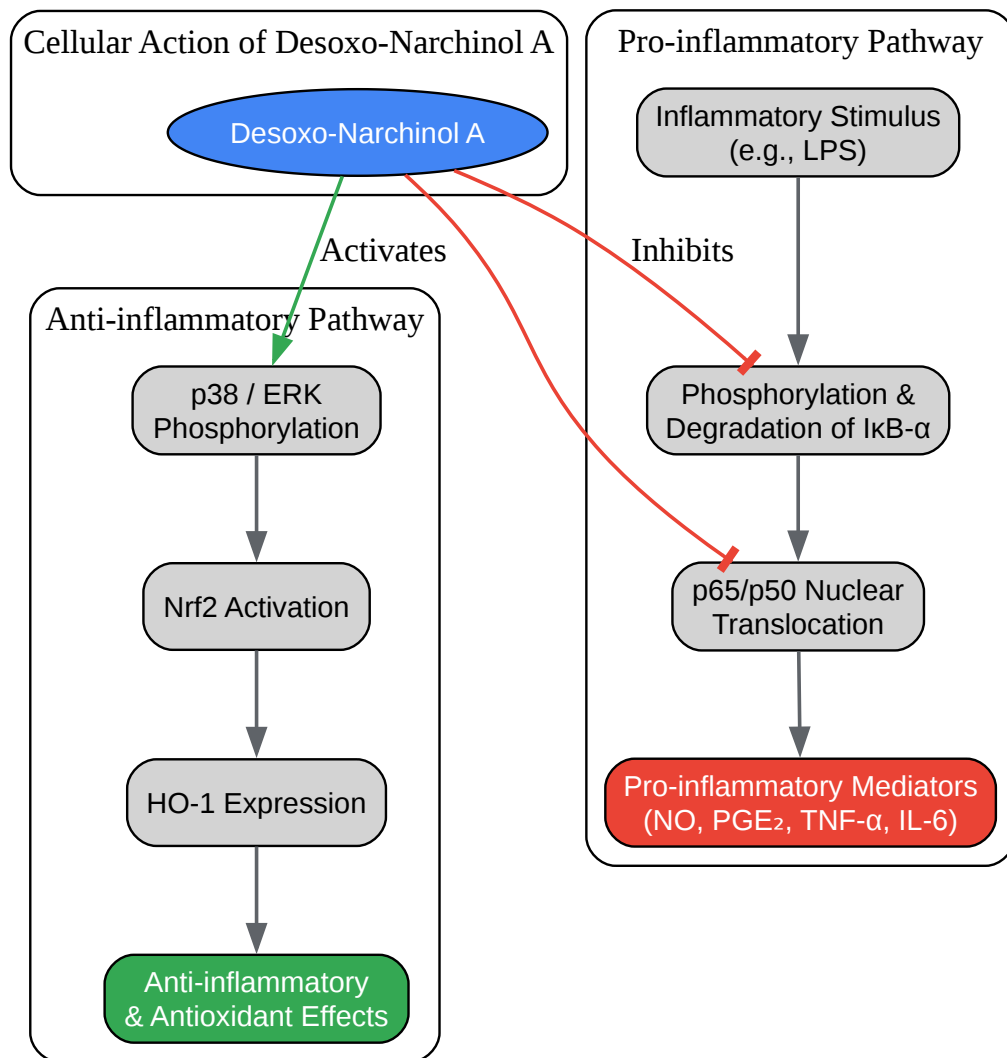 Cellular Action of Desoxo-Narchinol A
Desoxo-Narchinol A
Activates
Inhibits
Anti-inflammatory Pathway
p38 / ERK
Phosphorylation
Nrf2 Activation
HO-1 Expression
Anti-inflammatory
& Antioxidant Effects
Pro-inflammatory Pathway
Inflammatory Stimulus
(e.g., LPS)
Phosphorylation &
Degradation of IκB-α
p65/p50 Nuclear
Translocation
Pro-inflammatory Mediators
(NO, PGE₂, TNF-α, IL-6)